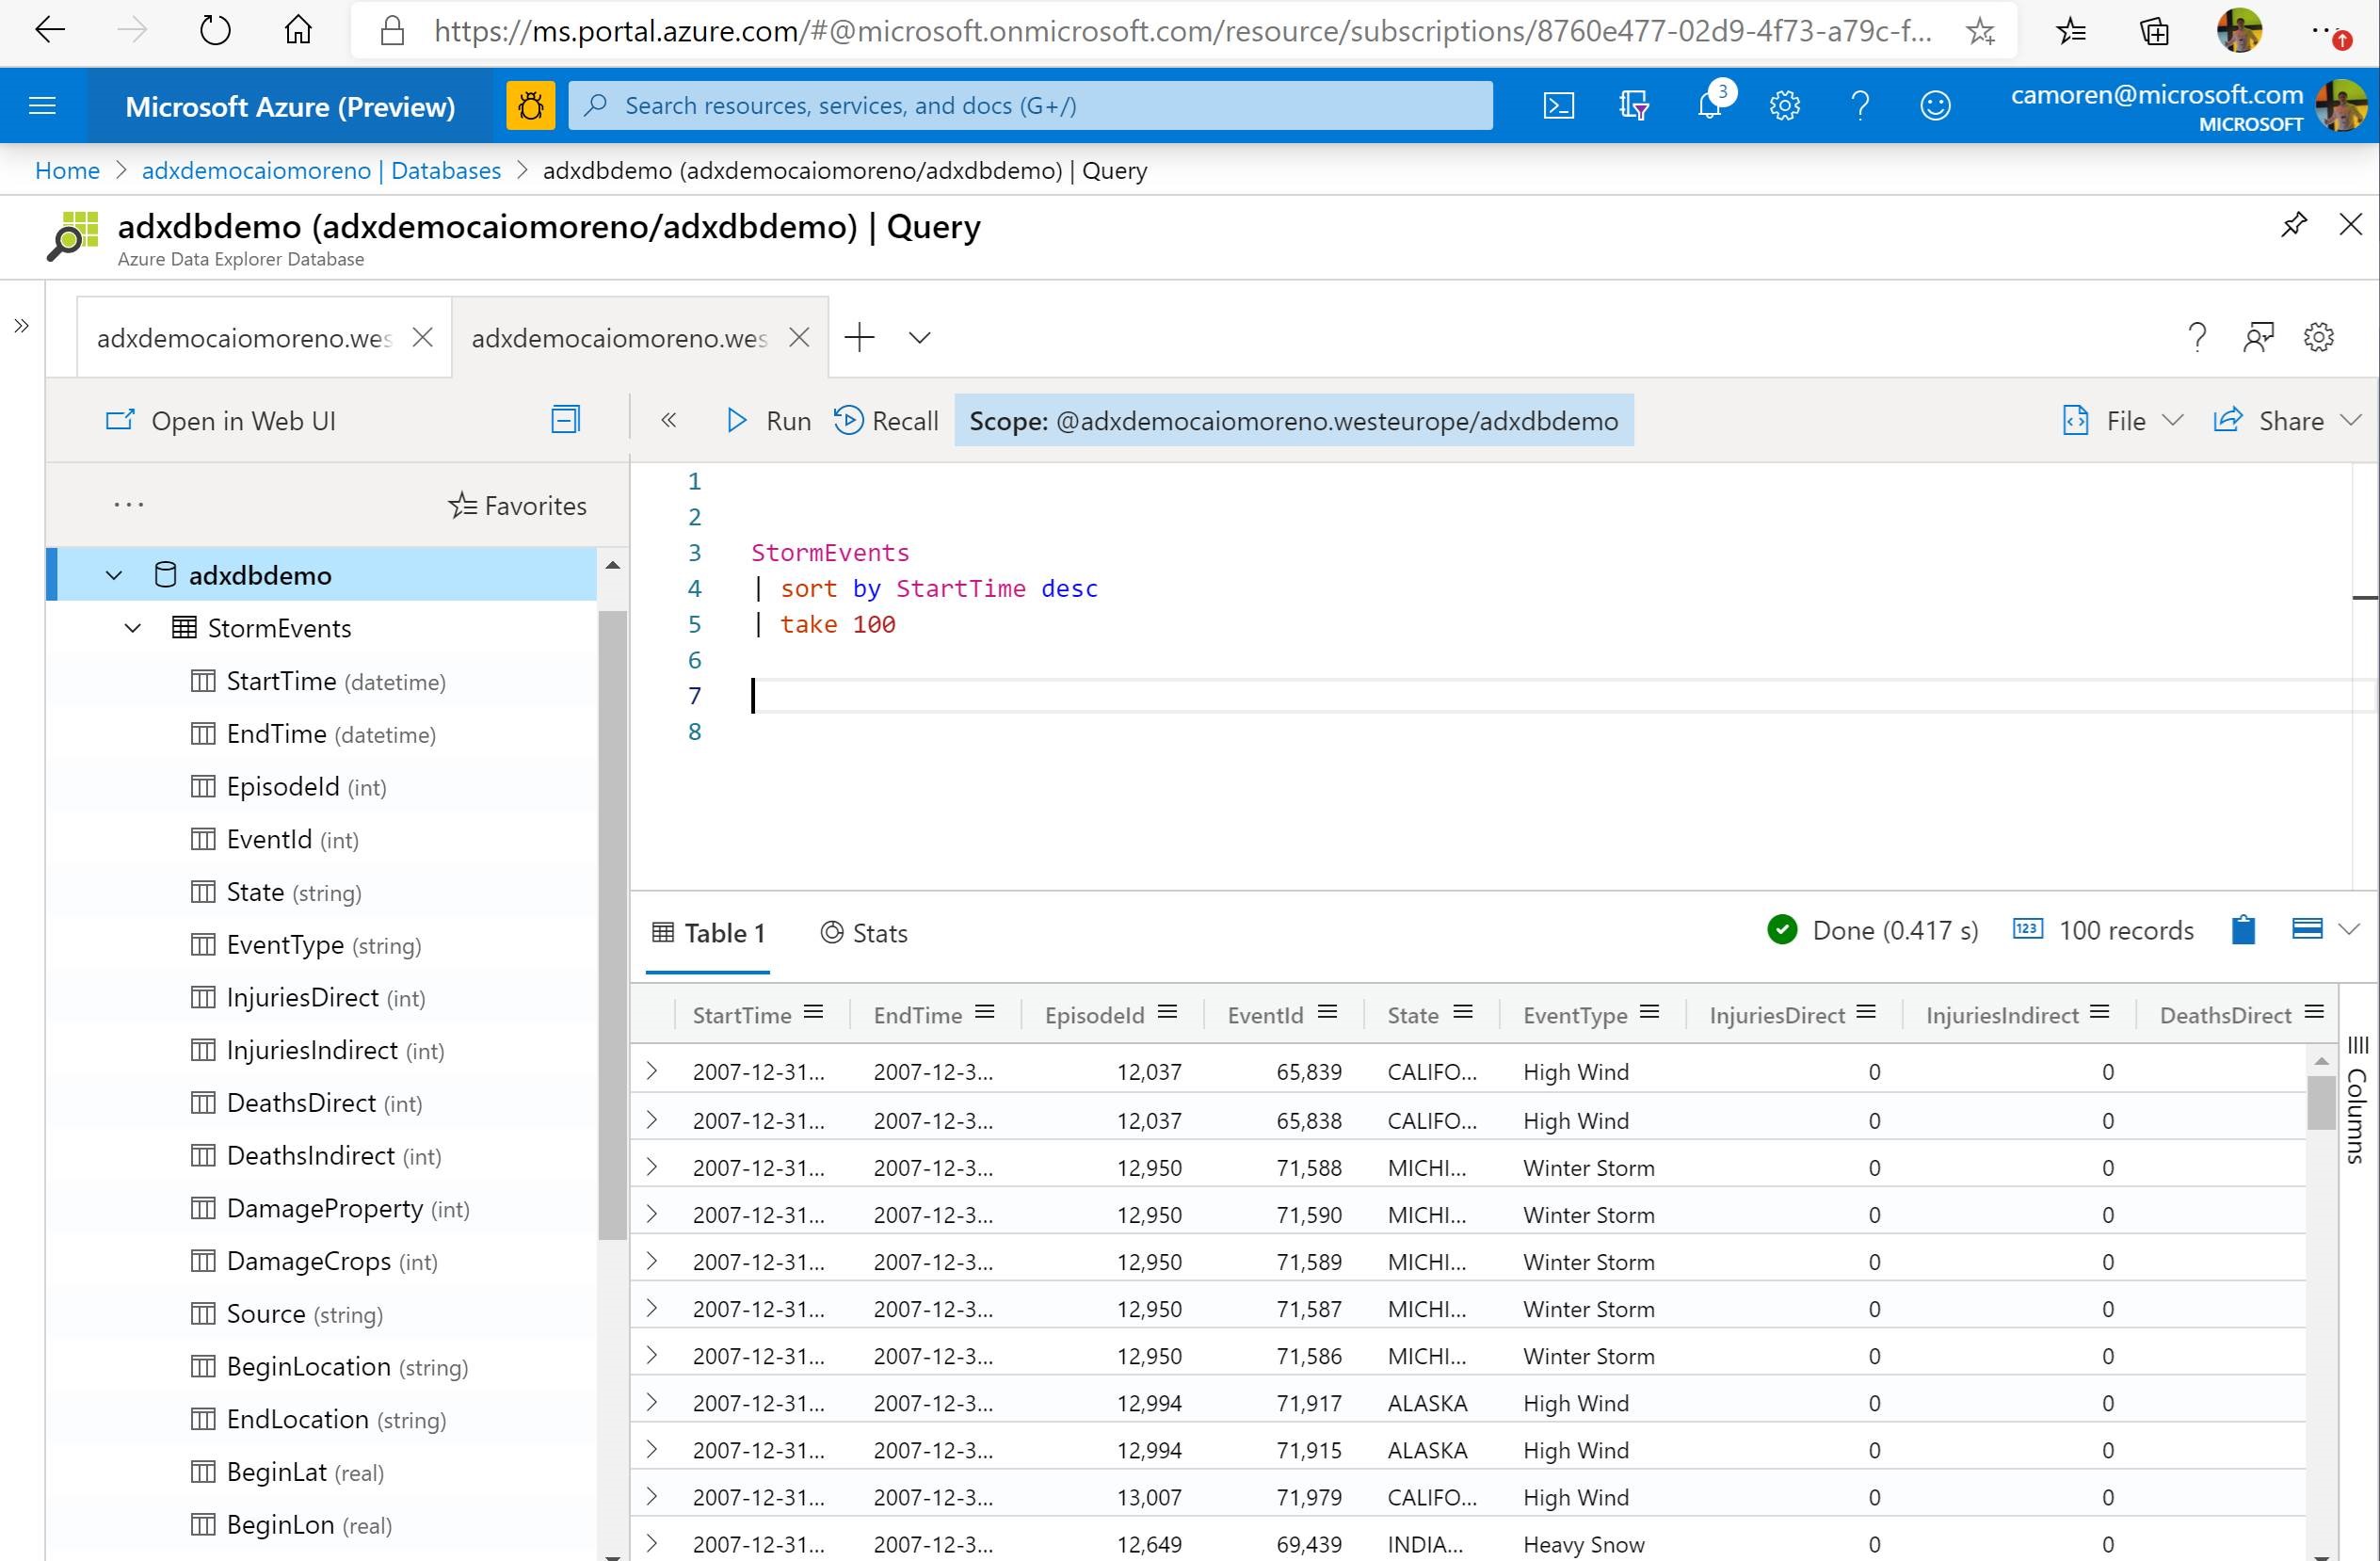 https://ms.portal.azure.com/#@microsoft.onmicrosoft.com/resource/subscriptions/8760e477-02d9-4f73-a79c-f...
Microsoft Azure (Preview)
Search resources, services, and docs (G+/)
3
camoren@microsoft.com
MICROSOFT
Home > adxdemocaiomoreno | Databases > adxdbdemo (adxdemocaiomoreno/adxdbdemo) | Query
adxdbdemo (adxdemocaiomoreno/adxdbdemo) | Query
Azure Data Explorer Database
adxdemocaiomoreno.wes
adxdemocaiomoreno.wes
Open in Web UI
Run Recall Scope: @adxdemocaiomoreno.westeurope/adxdbdemo File Share
... Favorites
adxdbdemo
StormEvents
StartTime (datetime)
EndTime (datetime)
EpisodeId (int)
EventId (int)
State (string)
EventType (string)
InjuriesDirect (int)
InjuriesIndirect (int)
DeathsDirect (int)
DeathsIndirect (int)
DamageProperty (int)
DamageCrops (int)
Source (string)
BeginLocation (string)
EndLocation (string)
BeginLat (real)
BeginLon (real)
1
2
3 StormEvents
4 | sort by StartTime desc
5 | take 100
6
7
8
Table 1 Stats Done (0.417 s) 123 100 records
StartTime EndTime EpisodeId EventId State EventType InjuriesDirect InjuriesIndirect DeathsDirect
2007-12-31... 2007-12-3... 12,037 65,839 CALIFO... High Wind 0 0
2007-12-31... 2007-12-3... 12,037 65,838 CALIFO... High Wind 0 0
2007-12-31... 2007-12-3... 12,950 71,588 MICHI... Winter Storm 0 0
2007-12-31... 2007-12-3... 12,950 71,590 MICHI... Winter Storm 0 0
2007-12-31... 2007-12-3... 12,950 71,589 MICHI... Winter Storm 0 0
2007-12-31... 2007-12-3... 12,950 71,587 MICHI... Winter Storm 0 0
2007-12-31... 2007-12-3... 12,950 71,586 MICHI... Winter Storm 0 0
2007-12-31... 2007-12-3... 12,994 71,917 ALASKA High Wind 0 0
2007-12-31... 2007-12-3... 12,994 71,915 ALASKA High Wind 0 0
2007-12-31... 2007-12-3... 13,007 71,979 CALIFO... High Wind 0 0
2007-12-31... 2007-12-3... 12,649 69,439 INDIA... Heavy Snow 0 0
Columns